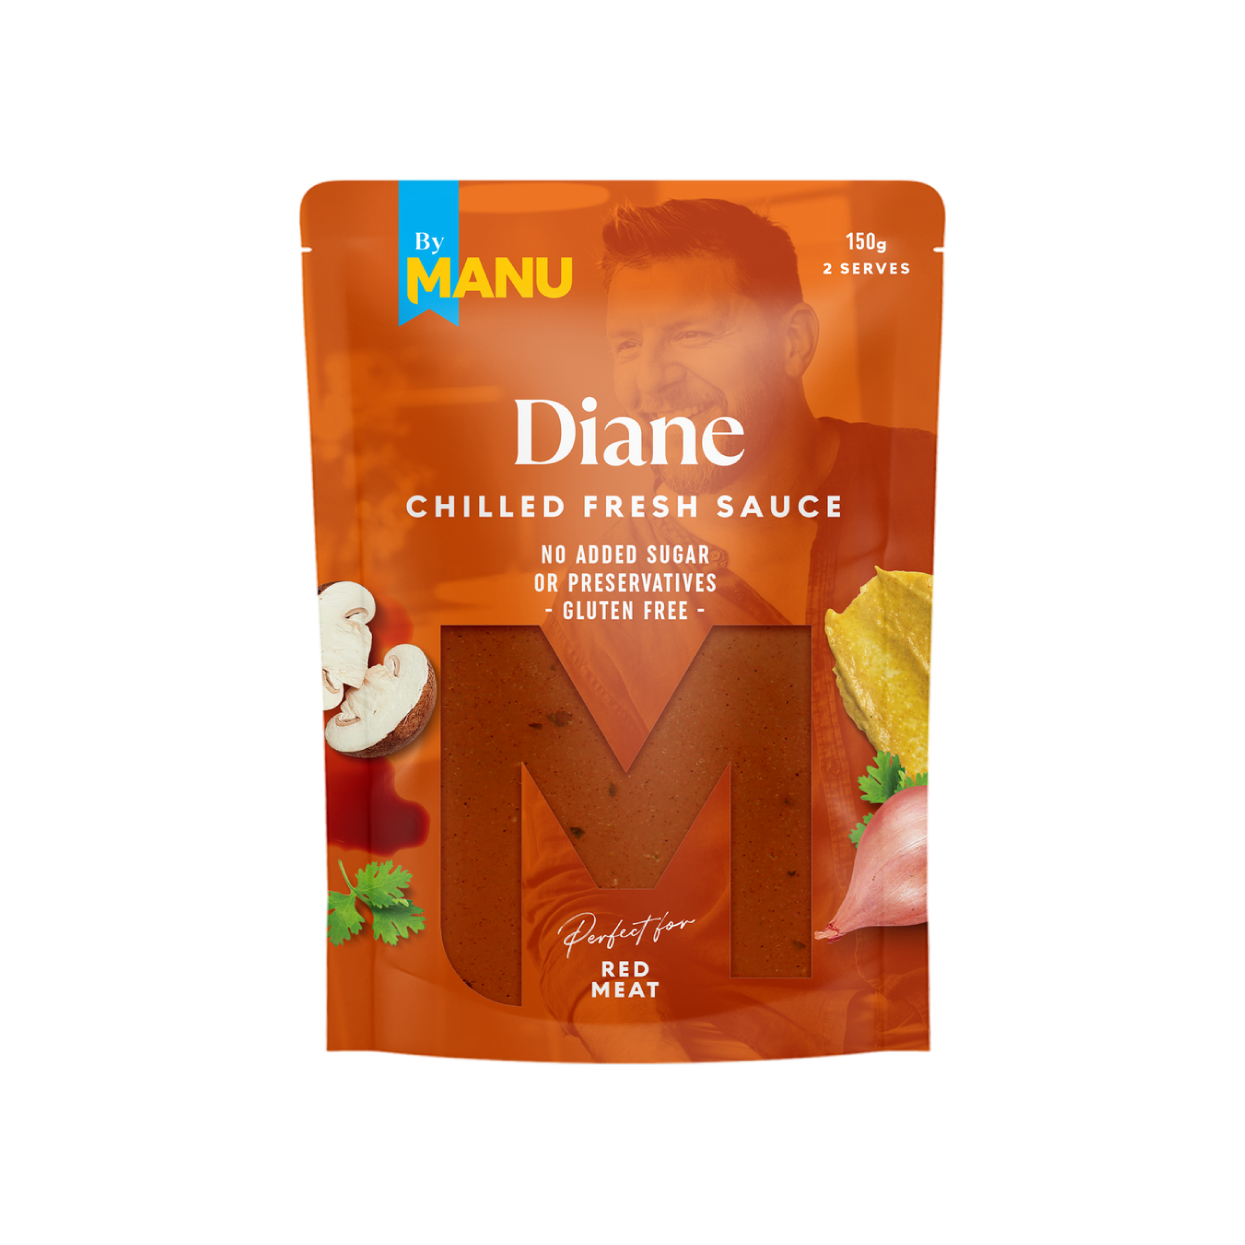 By
MANU
150g
2 SERVES
Diane
CHILLED FRESH SAUCE
NO ADDED SUGAR
OR PRESERVATIVES
- GLUTEN FREE -
Perfect for
RED
MEAT